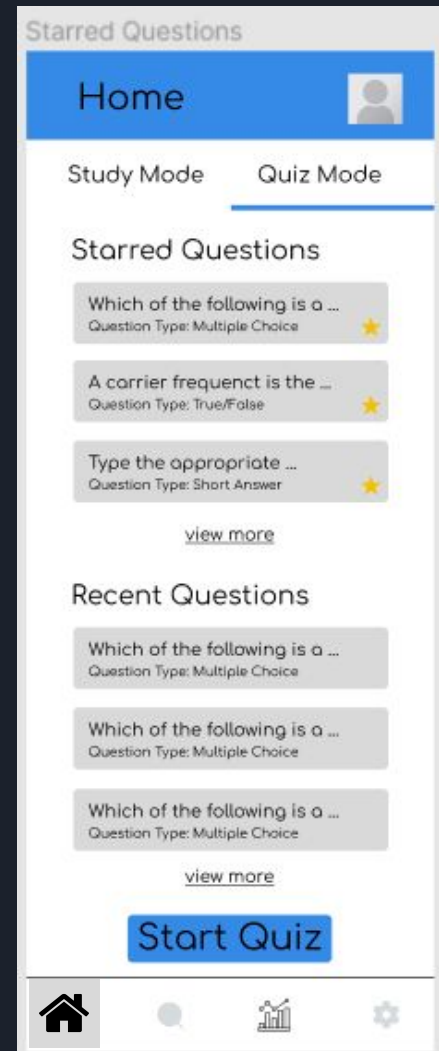 Starred Questions
Home
Study Mode Quiz Mode
Starred Questions
Which of the following is a ...
Question Type: Multiple Choice
A carrier frequenct is the ...
Question Type: True/False
Type the appropriate ...
Question Type: Short Answer
view more
Recent Questions
Which of the following is a ...
Question Type: Multiple Choice
Which of the following is a ...
Question Type: Multiple Choice
Which of the following is a ...
Question Type: Multiple Choice
view more
Start Quiz